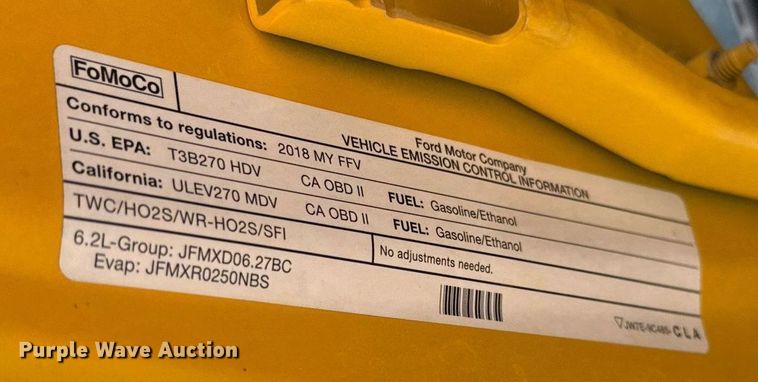 FoMoCo
Ford Motor Company
VEHICLE EMISSION CONTROL INFORMATION
Conforms to regulations: 2018 MY FFV
U.S. EPA: T3B270 HDV CA OBD II FUEL: Gasoline/Ethanol
California: ULEV270 MDV CA OBD II FUEL: Gasoline/Ethanol
TWC/HO2S/WR-HO2S/SFI
No adjustments needed.
6.2L-Group: JFMXD06.27BC
Evap: JFMXR0250NBS
JW7E-9C485- C L A
Purple Wave Auction